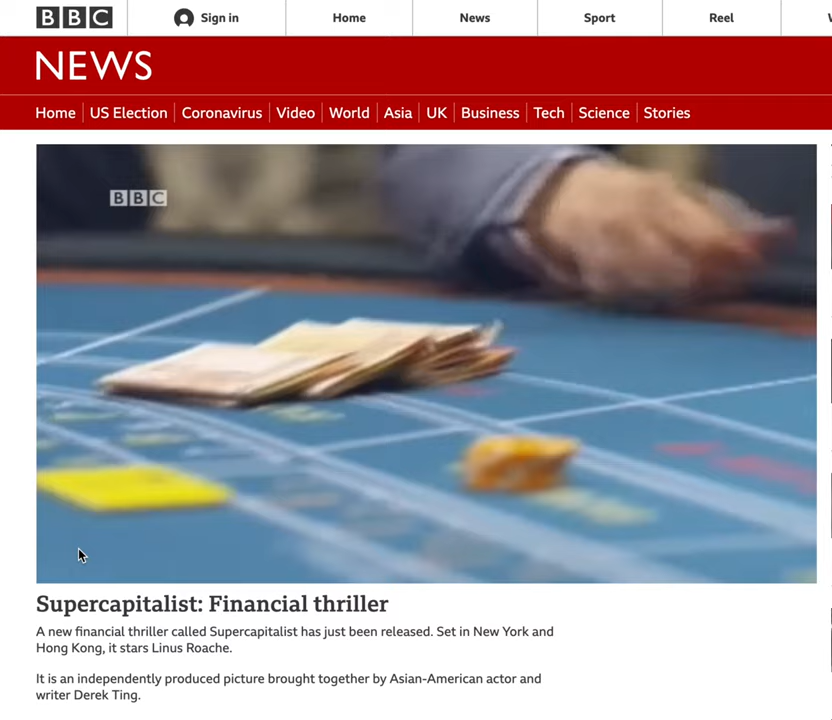 BBC
Sign in
Home
News
Sport
Reel
NEWS
Home
US Election
Coronavirus
Video
World
Asia
UK
Business
Tech
Science
Stories
BBC
Supercapitalist: Financial thriller
A new financial thriller called Supercapitalist has just been released. Set in New York and
Hong Kong, it stars Linus Roache.
It is an independently produced picture brought together by Asian-American actor and
writer Derek Ting.